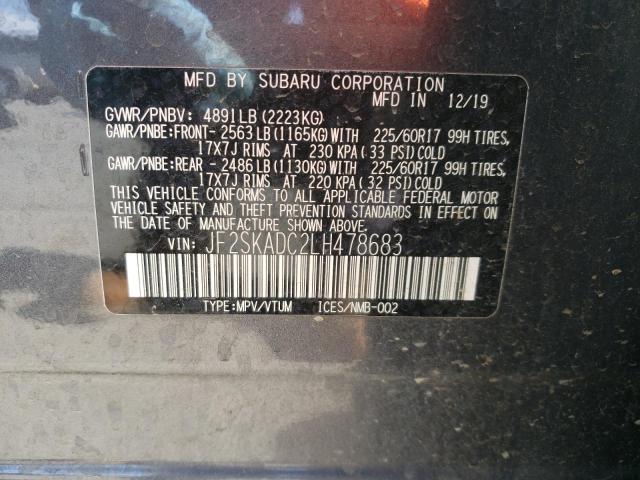 MFD BY SUBARU CORPORATION
MFD IN 12/19
GVWR/PNBV: 4891LB (2223KG)
GAWR/PNBE:FRONT- 2563LB (1165KG) WITH 225/60R17 99H TIRES,
17X7J RIMS AT 230 KPA (33 PSI) COLD
GAWR/PNBE:REAR - 2486LB (1130KG) WITH 225/60R17 99H TIRES,
17X7J RIMS AT 220 KPA (32 PSI) COLD
THIS VEHICLE CONFORMS TO ALL APPLICABLE FEDERAL MOTOR
VEHICLE SAFETY AND THEFT PREVENTION STANDARDS IN EFFECT ON
THE DATE OF MANUFACTURE SHOWN ABOVE.
VIN: JF2SKADC2LH478683
TYPE:MPV/VTUM ICES/NMB-002